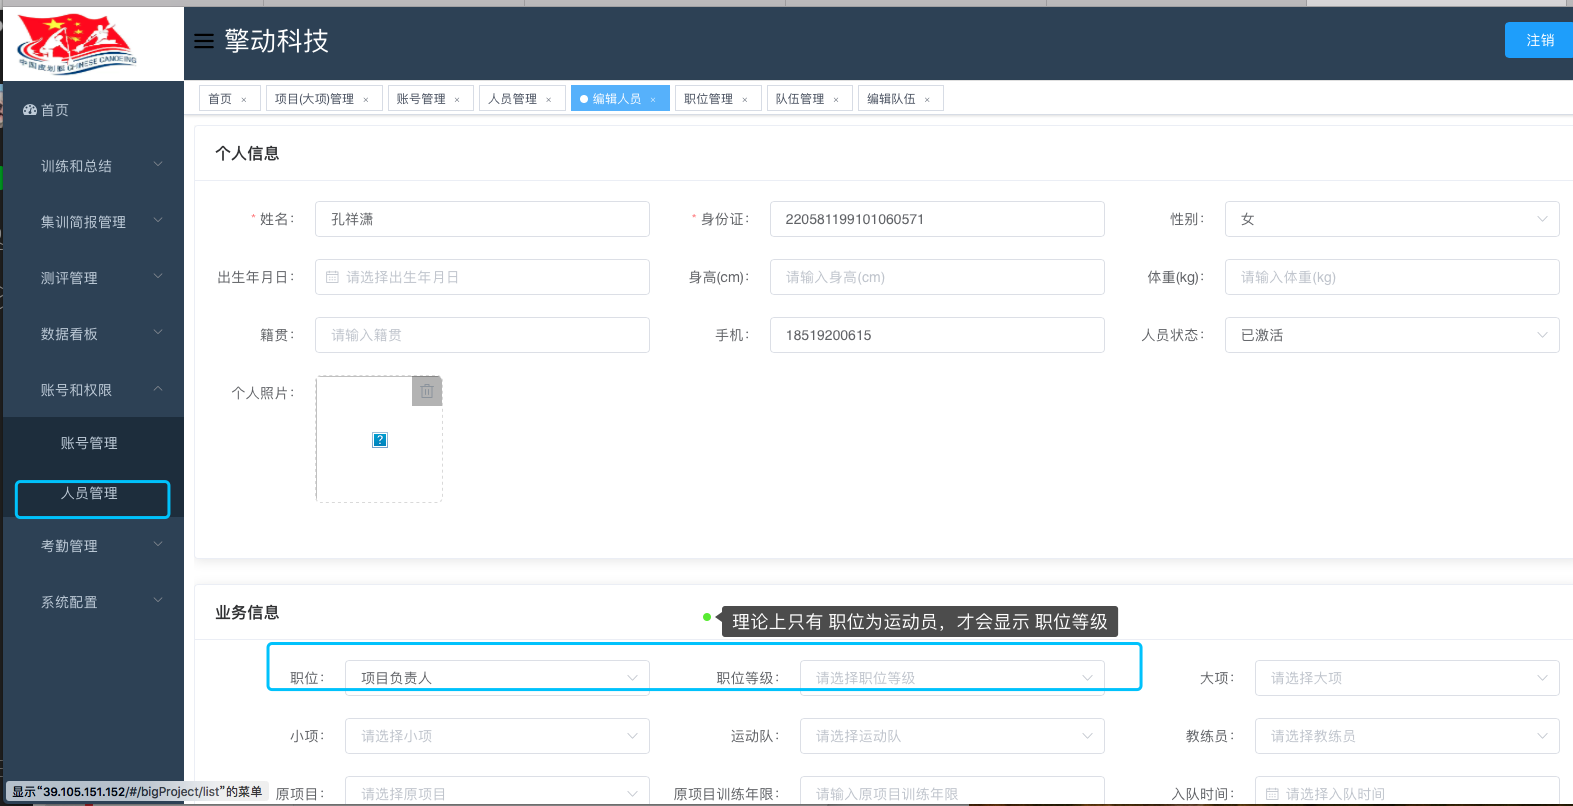 中国皮划艇 CHINESE CANOEING
擎动科技
注销
首页 × 项目(大项)管理 × 账号管理 × 人员管理 × 编辑人员 × 职位管理 × 队伍管理 × 编辑队伍 ×
首页
训练和总结
集训简报管理
测评管理
数据看板
账号和权限
账号管理
人员管理
考勤管理
系统配置
个人信息
* 姓名： 孔祥潇 * 身份证： 220581199101060571 性别： 女
出生年月日： 请选择出生年月日 身高(cm)： 请输入身高(cm) 体重(kg)： 请输入体重(kg)
籍贯： 请输入籍贯 手机： 18519200615 人员状态： 已激活
个人照片：
?
业务信息
理论上只有 职位为运动员，才会显示 职位等级
职位： 项目负责人 职位等级： 请选择职位等级 大项： 请选择大项
小项： 请选择小项 运动队： 请选择运动队 教练员： 请选择教练员
原项目： 请选择原项目 原项目训练年限： 请输入原项目训练年限 入队时间： 请选择入队时间
显示“39.105.151.152/#/bigProject/list”的菜单